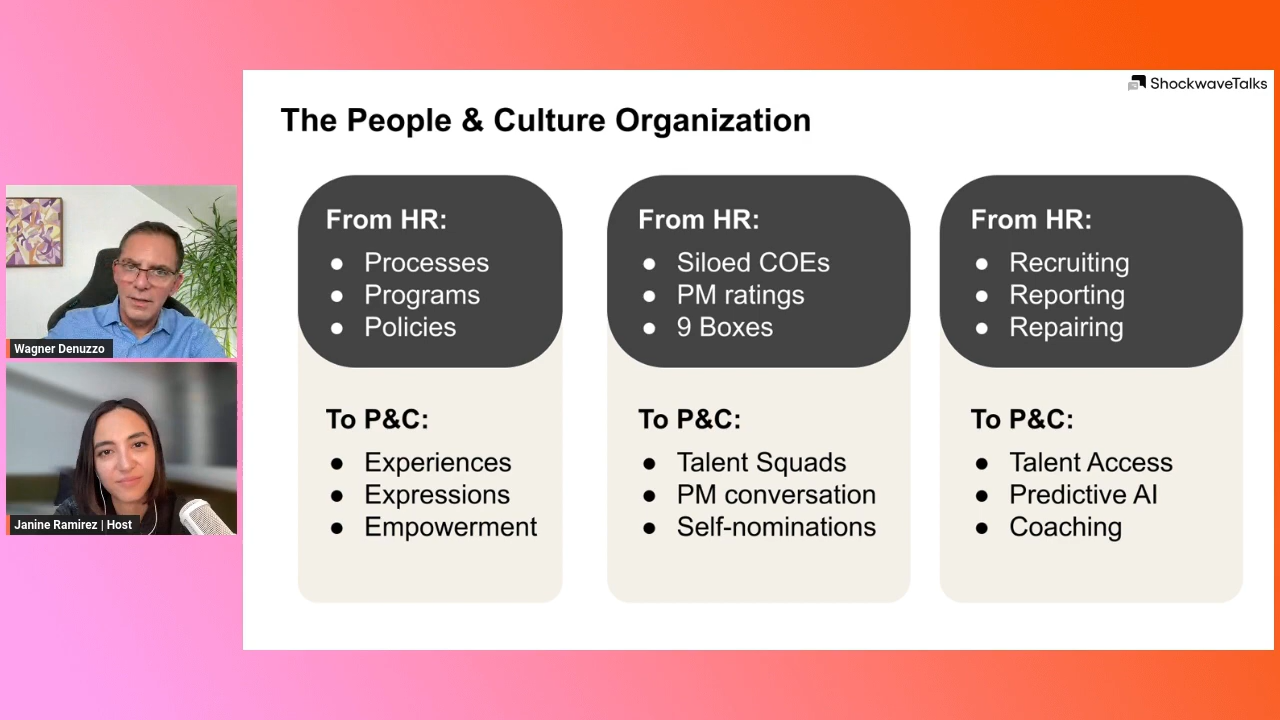 ShockwaveTalks
The People & Culture Organization
From HR:
● Processes
● Programs
● Policies
To P&C:
● Experiences
● Expressions
● Empowerment
From HR:
● Siloed COEs
● PM ratings
● 9 Boxes
To P&C:
● Talent Squads
● PM conversation
● Self-nominations
From HR:
● Recruiting
● Reporting
● Repairing
To P&C:
● Talent Access
● Predictive AI
● Coaching
Wagner Denuzzo
Janine Ramirez | Host